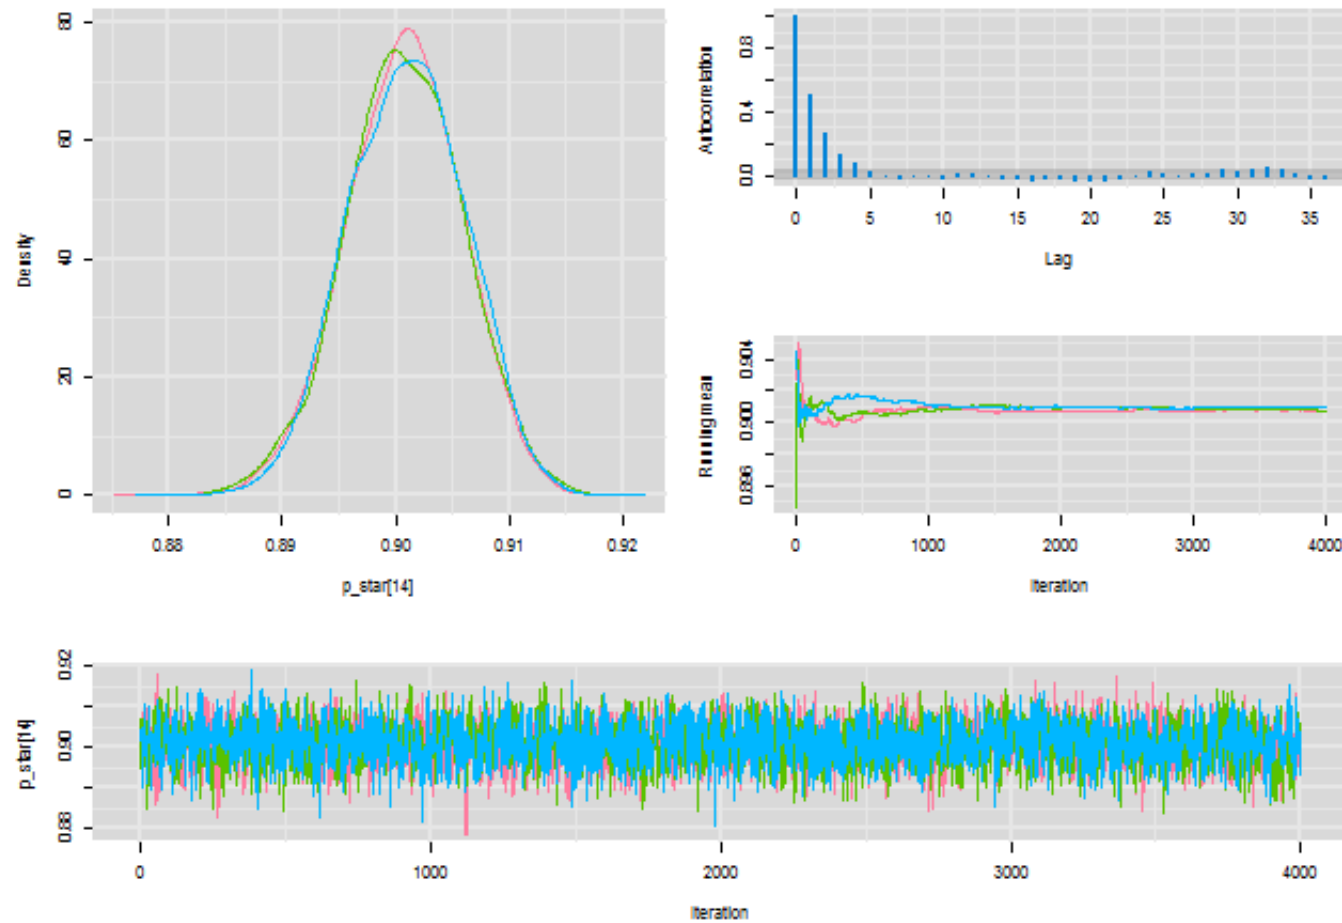 80
60
40
20
0
Density
0.88 0.89 0.90 0.91 0.92
p_star[14]
0.8
0.4
0.0
Autocorrelation
0 5 10 15 20 25 30 35
Lag
0.904
0.900
0.896
Running mean
0 1000 2000 3000 4000
Iteration
0.92
0.90
0.88
p_star[14]
0 1000 2000 3000 4000
Iteration